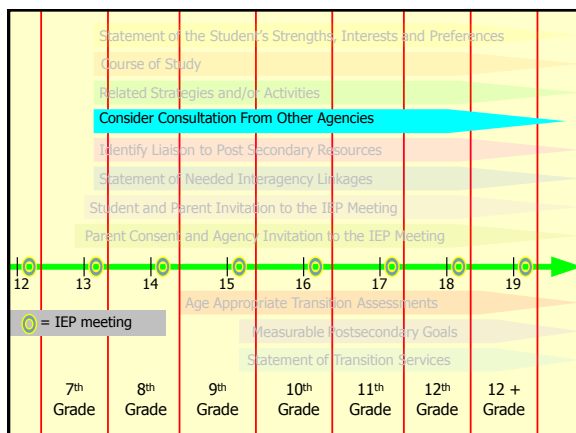 Statement of the Student's Strengths, Interests and Preferences
Course of Study
Related Strategies and/or Activities
Consider Consultation From Other Agencies
Identify Liaison to Post Secondary Resources
Statement of Needed Interagency Linkages
Student and Parent Invitation to the IEP Meeting
Parent Consent and Agency Invitation to the IEP Meeting
12 13 14 15 16 17 18 19
Age Appropriate Transition Assessments
= IEP meeting
Measurable Postsecondary Goals
Statement of Transition Services
7th 8th 9th 10th 11th 12th 12 +
Grade Grade Grade Grade Grade Grade Grade